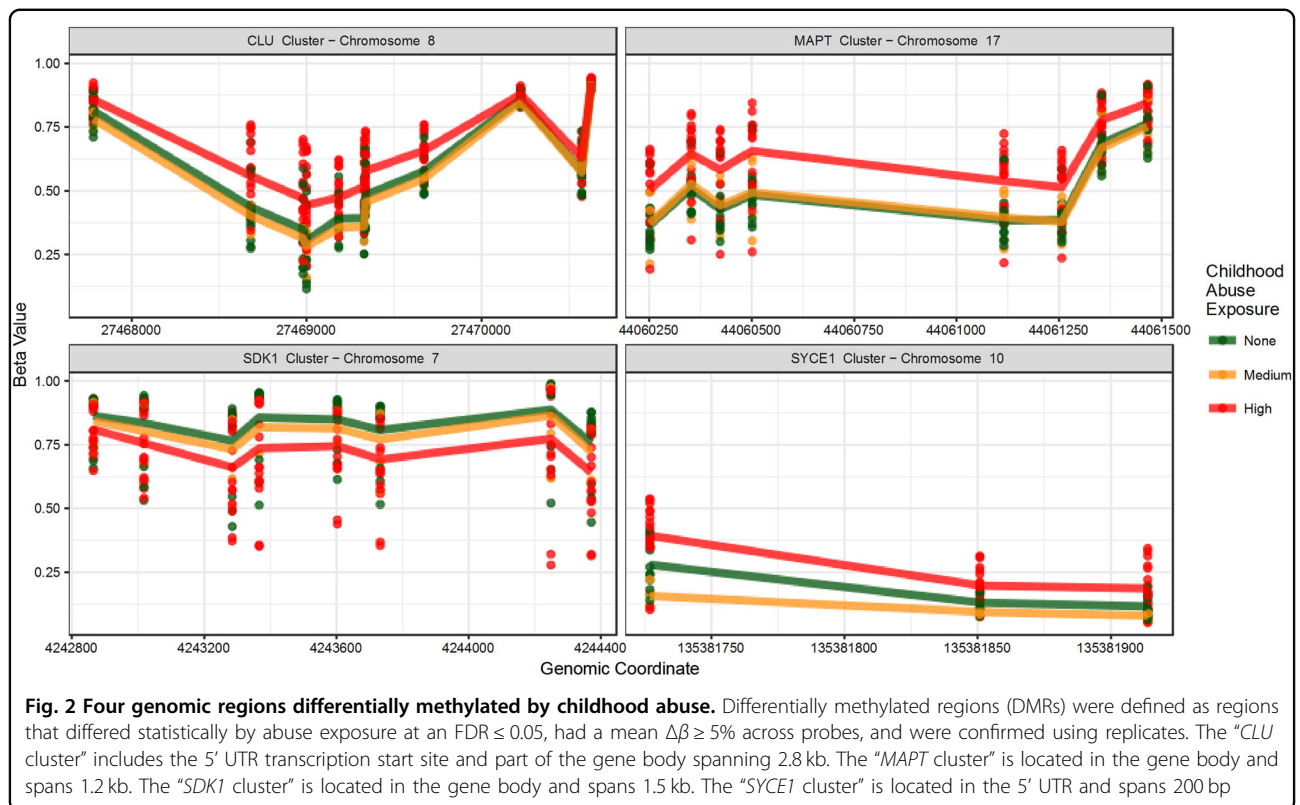 CLU Cluster – Chromosome 8
MAPT Cluster – Chromosome 17
1.00
0.75
0.50
0.25
27468000 27469000 27470000
44060250 44060500 44060750 44061000 44061250 44061500
Beta Value
SDK1 Cluster – Chromosome 7
SYCE1 Cluster – Chromosome 10
1.00
0.75
0.50
0.25
4242800 4243200 4243600 4244000 4244400
135381750 135381800 135381850 135381900
Genomic Coordinate
Childhood
Abuse
Exposure
None
Medium
High
Fig. 2 Four genomic regions differentially methylated by childhood abuse. Differentially methylated regions (DMRs) were defined as regions
that differed statistically by abuse exposure at an FDR ≤ 0.05, had a mean Δβ ≥ 5% across probes, and were confirmed using replicates. The “CLU
cluster” includes the 5′ UTR transcription start site and part of the gene body spanning 2.8 kb. The “MAPT cluster” is located in the gene body and
spans 1.2 kb. The “SDK1 cluster” is located in the gene body and spans 1.5 kb. The “SYCE1 cluster” is located in the 5′ UTR and spans 200 bp